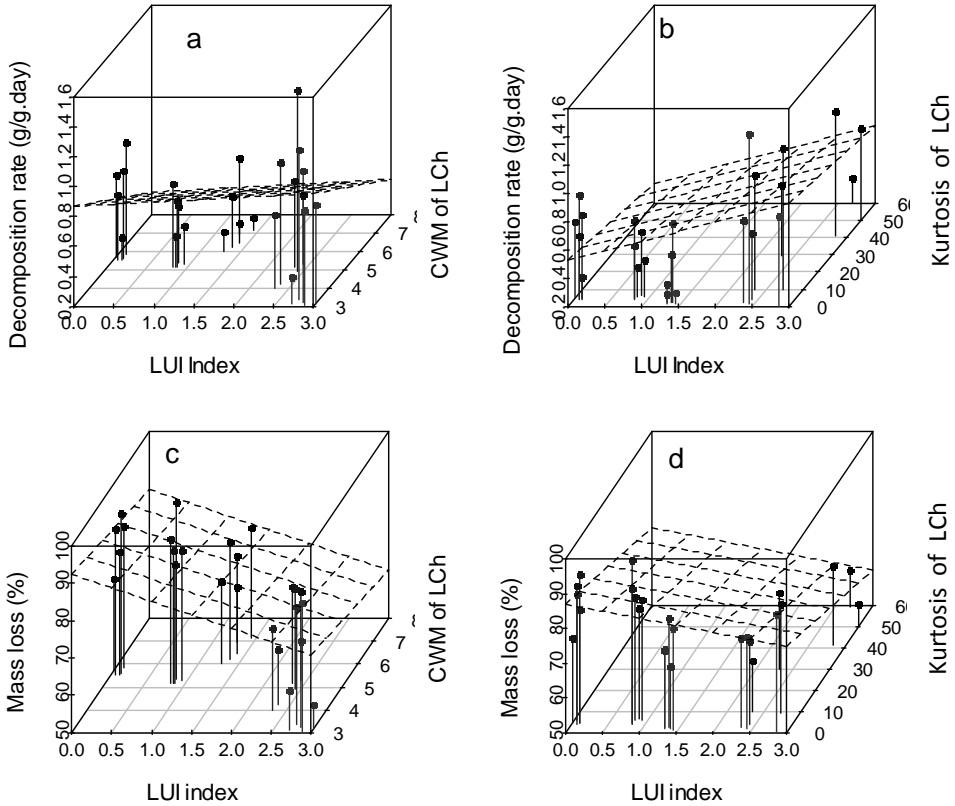 a
Decomposition rate (g/g.day)
0.2 0.4 0.6 0.8 1.0 1.2 1.4 1.6
0.0 0.5 1.0 1.5 2.0 2.5 3.0
LUI Index
3 4 5 6 7 8
CWM of LCh
b
Decomposition rate (g/g.day)
0.2 0.4 0.6 0.8 1.0 1.2 1.4 1.6
0.0 0.5 1.0 1.5 2.0 2.5 3.0
LUI Index
0 10 20 30 40 50 60
Kurtosis of LCh
c
Mass loss (%)
50 60 70 80 90 100
0.0 0.5 1.0 1.5 2.0 2.5 3.0
LUI index
3 4 5 6 7 8
CWM of LCh
d
Mass loss (%)
50 60 70 80 90 100
0.0 0.5 1.0 1.5 2.0 2.5 3.0
LUI index
0 10 20 30 40 50 60
Kurtosis of LCh